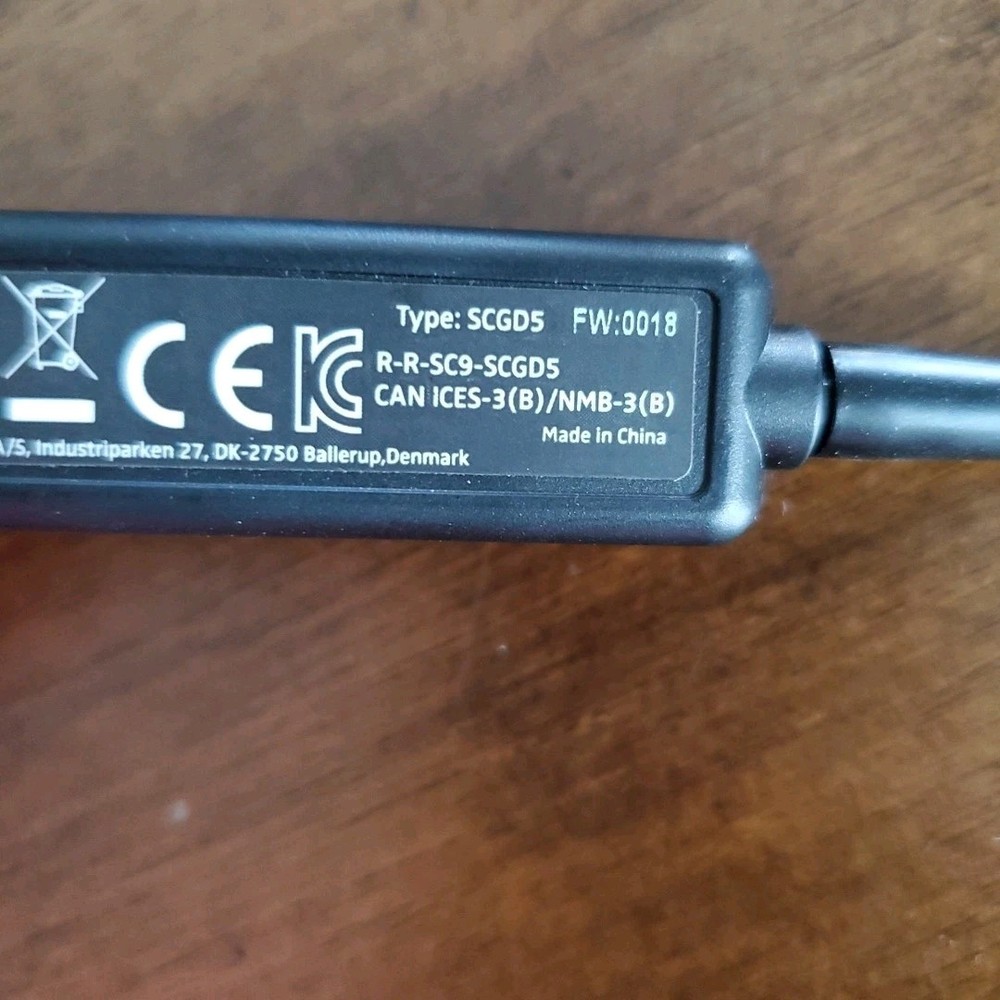 Type: SCGD5 FW:0018
R-R-SC9-SCGD5
CAN ICES-3(B)/NMB-3(B)
Made in China
A/S, Industriparken 27, DK-2750 Ballerup,Denmark